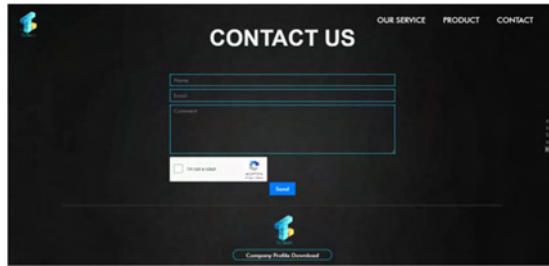 OUR SERVICE PRODUCT CONTACT
CONTACT US
Name
Email
Comment
I'm not a robot
Send
Company Profile Download